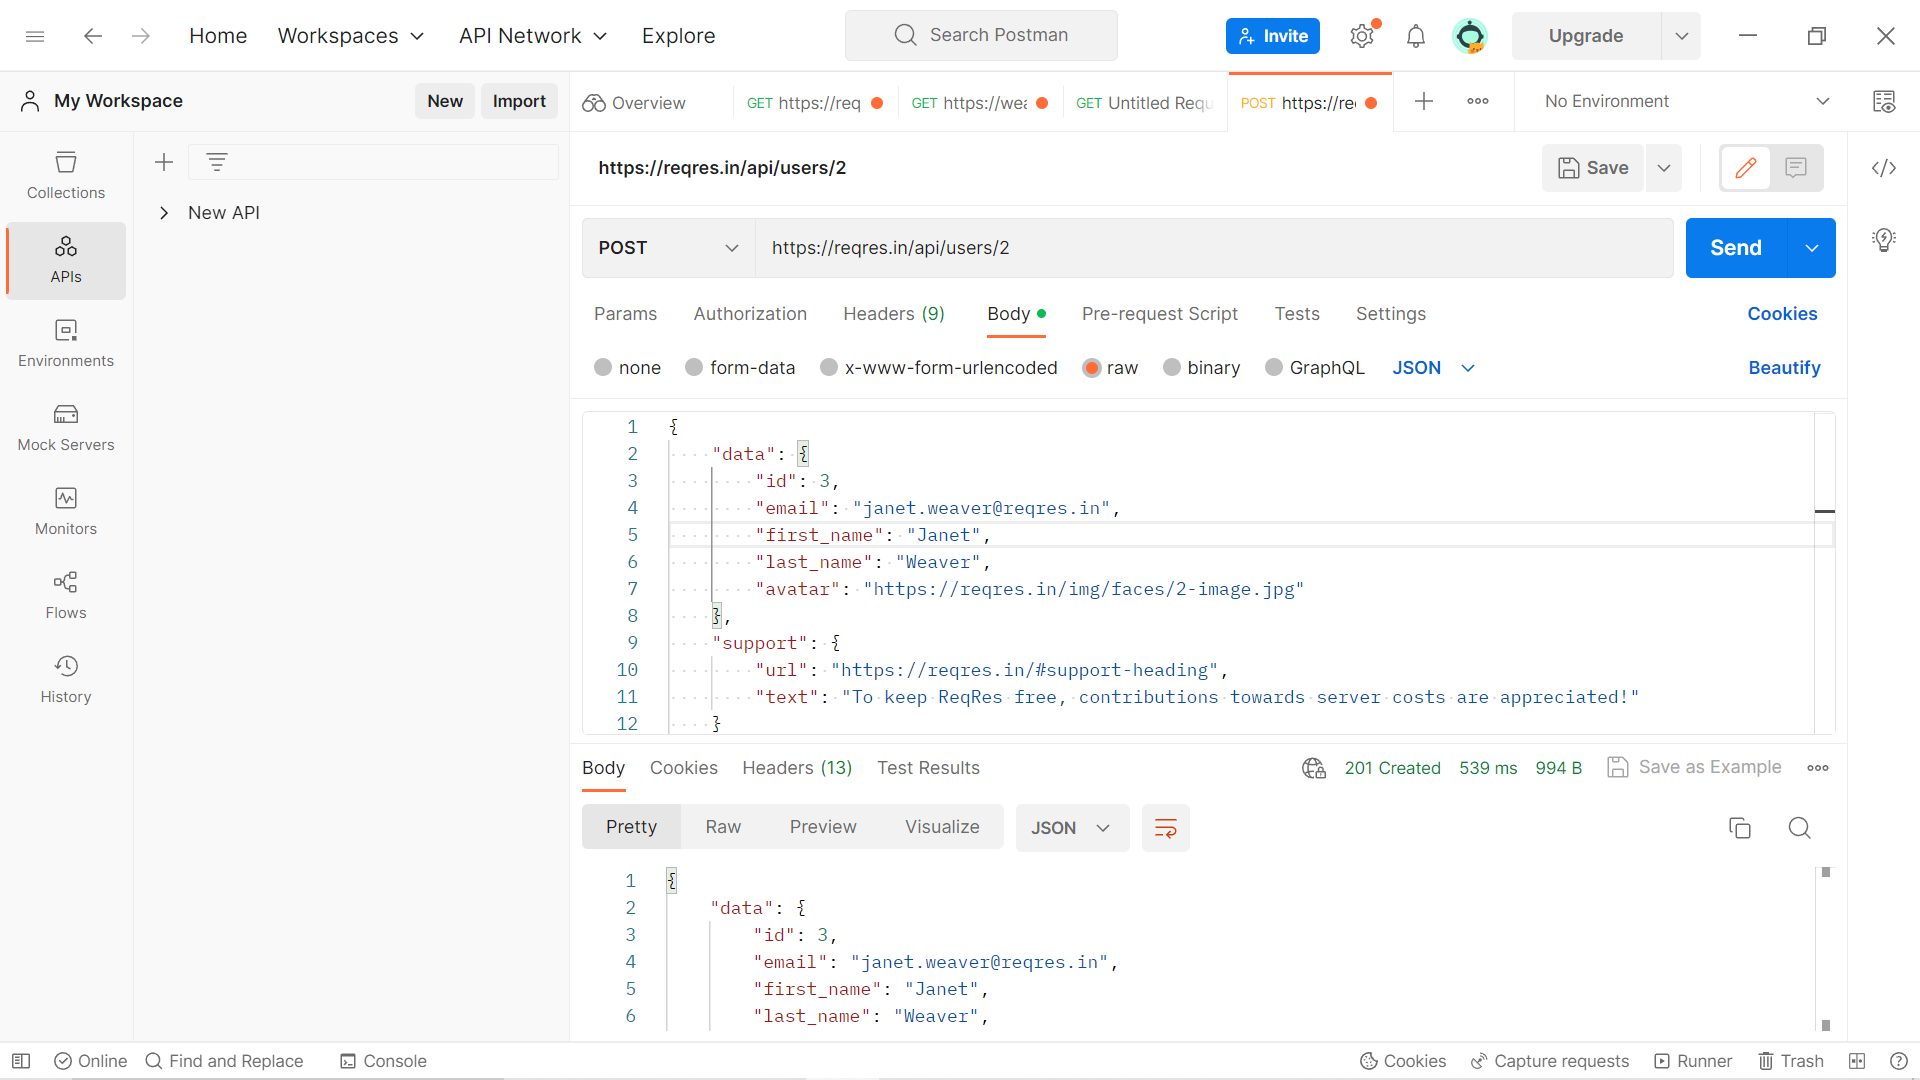 Home Workspaces API Network Explore Search Postman Invite Upgrade
My Workspace New Import Overview GET https://req GET https://wea GET Untitled Requ POST https://rec No Environment
Collections
APIs
Environments
Mock Servers
Monitors
Flows
History
New API
https://reqres.in/api/users/2 Save
POST https://reqres.in/api/users/2 Send
Params Authorization Headers (9) Body Pre-request Script Tests Settings Cookies
none form-data x-www-form-urlencoded raw binary GraphQL JSON Beautify
1 {
2 "data": {
3 "id": 3,
4 "email": "janet.weaver@reqres.in",
5 "first_name": "Janet",
6 "last_name": "Weaver",
7 "avatar": "https://reqres.in/img/faces/2-image.jpg"
8 },
9 "support": {
10 "url": "https://reqres.in/#support-heading",
11 "text": "To keep ReqRes free, contributions towards server costs are appreciated!"
12 }
Body Cookies Headers (13) Test Results 201 Created 539 ms 994 B Save as Example
Pretty Raw Preview Visualize JSON
1 {
2 "data": {
3 "id": 3,
4 "email": "janet.weaver@reqres.in",
5 "first_name": "Janet",
6 "last_name": "Weaver",
Online Find and Replace Console Cookies Capture requests Runner Trash